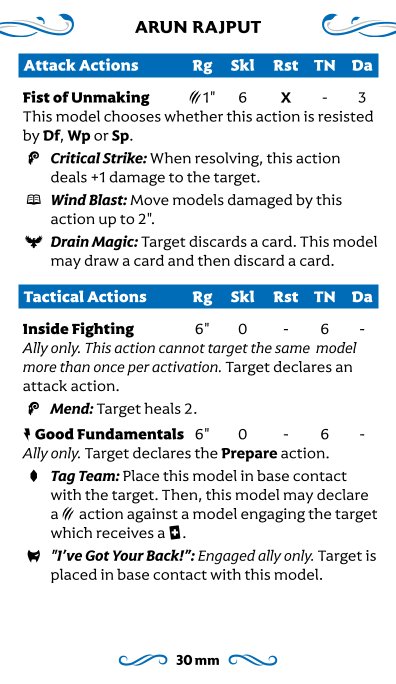 ARUN RAJPUT
Attack Actions Rg Skl Rst TN Da
Fist of Unmaking 1" 6 X - 3
This model chooses whether this action is resisted
by Df, Wp or Sp.
Critical Strike: When resolving, this action
deals +1 damage to the target.
Wind Blast: Move models damaged by this
action up to 2".
Drain Magic: Target discards a card. This model
may draw a card and then discard a card.
Tactical Actions Rg Skl Rst TN Da
Inside Fighting 6" 0 - 6 -
Ally only. This action cannot target the same model
more than once per activation. Target declares an
attack action.
Mend: Target heals 2.
Good Fundamentals 6" 0 - 6 -
Ally only. Target declares the Prepare action.
Tag Team: Place this model in base contact
with the target. Then, this model may declare
a action against a model engaging the target
which receives a .
"I’ve Got Your Back!”: Engaged ally only. Target is
placed in base contact with this model.
30 mm